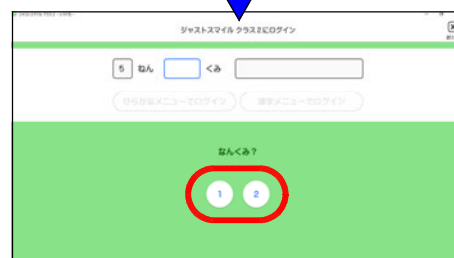 ジャストスマイル クラス2にログイン
5 ねん くみ
ひらがなメニューでログイン 漢字メニューでログイン
なんくみ?
1 2